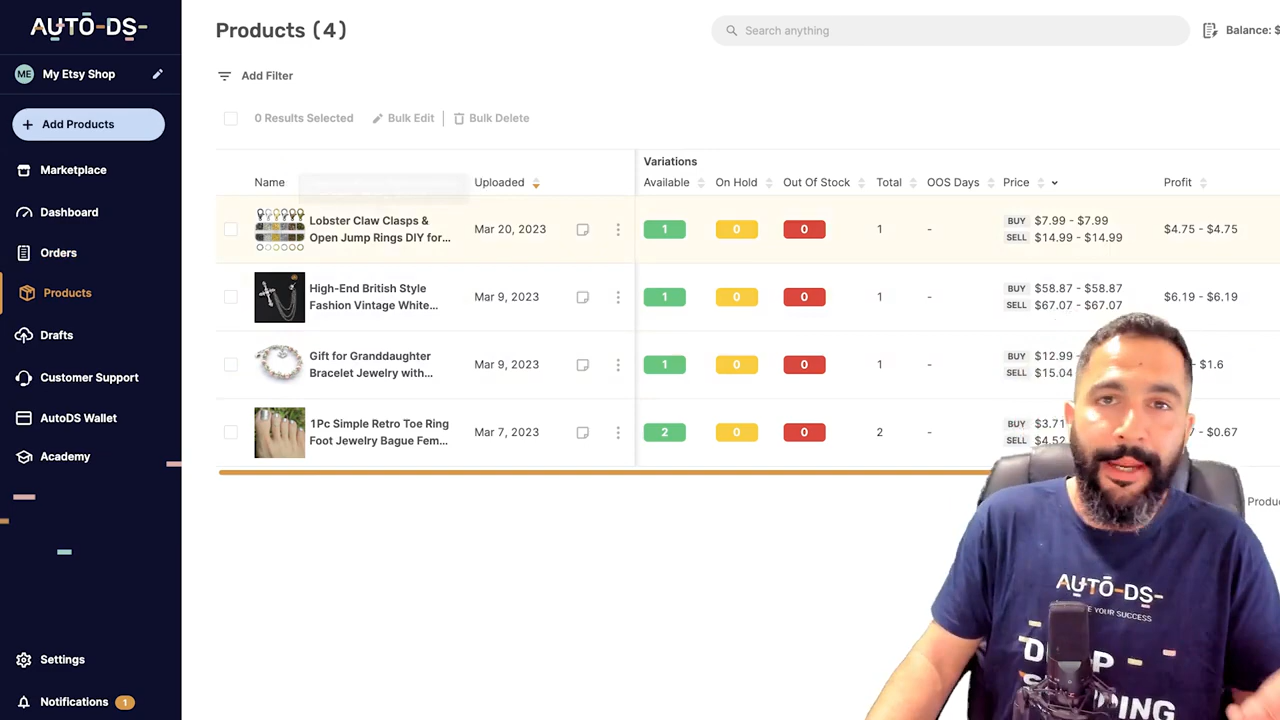 AUTO-DS-
My Etsy Shop
ME
+ Add Products
Marketplace
Dashboard
Orders
Products
Drafts
Customer Support
AutoDS Wallet
Academy
Settings
Notifications 1
Products (4)
Search anything
Balance: $
Add Filter
0 Results Selected
Bulk Edit
Bulk Delete
Variations
Name Uploaded Available On Hold Out Of Stock Total OOS Days Price Profit
Lobster Claw Clasps &
Open Jump Rings DIY for...
Mar 20, 2023 1 0 0 1 -
BUY $7.99 - $7.99
SELL $14.99 - $14.99
$4.75 - $4.75
High-End British Style
Fashion Vintage White...
Mar 9, 2023 1 0 0 1 -
BUY $58.87 - $58.87
SELL $67.07 - $67.07
$6.19 - $6.19
Gift for Granddaughter
Bracelet Jewelry with...
Mar 9, 2023 1 0 0 1 -
BUY $12.99
SELL $15.04
- $1.6
1Pc Simple Retro Toe Ring
Foot Jewelry Bague Fem...
Mar 7, 2023 2 0 0 2 -
BUY $3.71
SELL $4.52
7 - $0.67
Produc
AUTO-DS-
YOUR SUCCESS